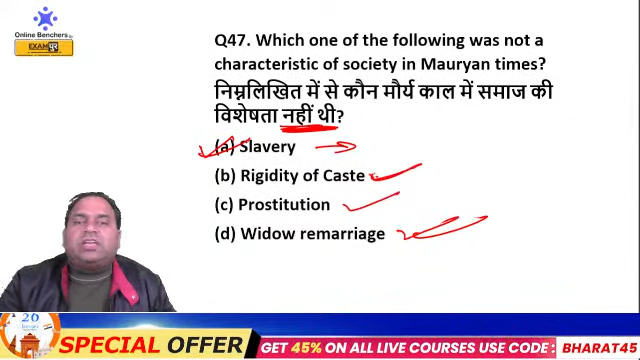 Online Benchers
EXAM पुर
Q47. Which one of the following was not a
characteristic of society in Mauryan times?
निम्नलिखित में से कौन मौर्य काल में समाज की
विशेषता नहीं थी?
(a) Slavery
(b) Rigidity of Caste
(c) Prostitution
(d) Widow remarriage
26
SPECIAL OFFER
GET 45% ON ALL LIVE COURSES USE CODE: BHARAT45